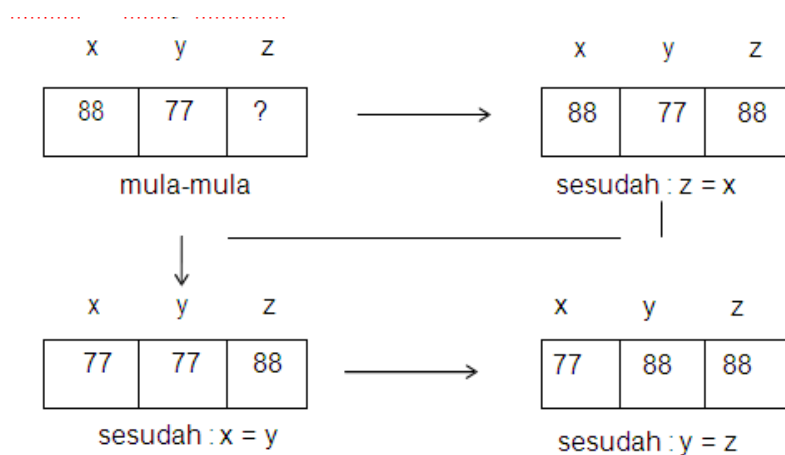 x y z
88 77 ?
mula-mula
x y z
88 77 88
sesudah : z = x
x y z
77 77 88
sesudah : x = y
x y z
77 88 88
sesudah : y = z